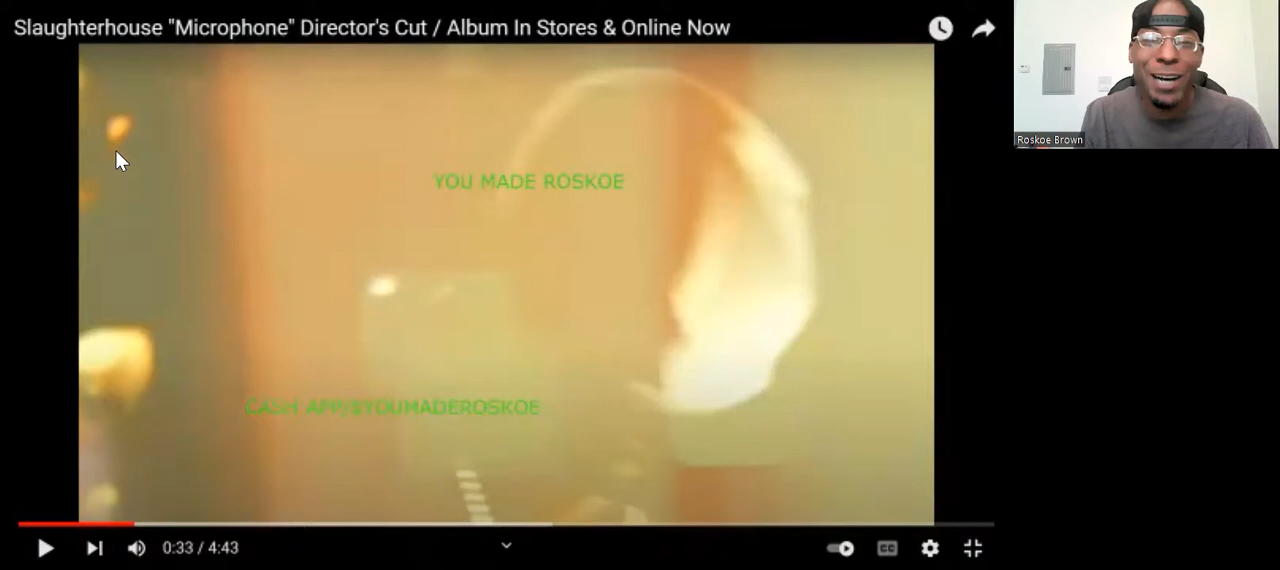 Slaughterhouse "Microphone" Director's Cut / Album In Stores & Online Now
Roskoe Brown
YOU MADE ROSKOE
CASH APP/$YOUMADEROSKOE
0:33 / 4:43
CC